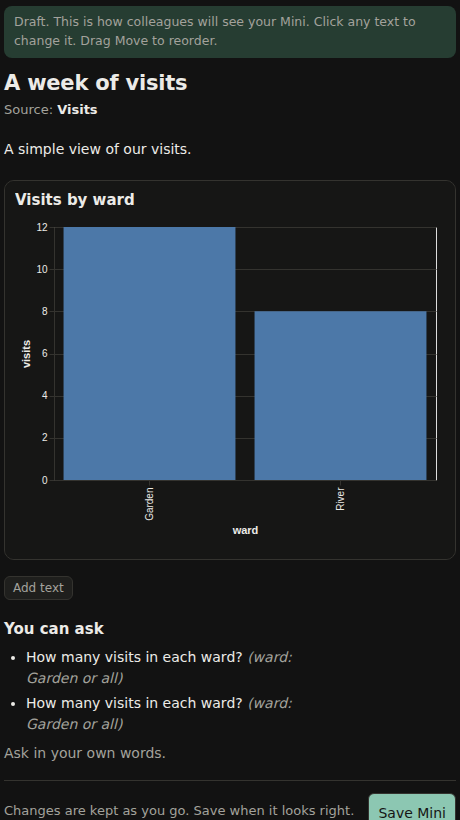 Draft. This is how colleagues will see your Mini. Click any text to
change it. Drag Move to reorder.
A week of visits
Source: Visits
A simple view of our visits.
Visits by ward
12
10
8
6
4
2
0
visits
Garden
River
ward
Add text
You can ask
• How many visits in each ward? (ward:
Garden or all)
• How many visits in each ward? (ward:
Garden or all)
Ask in your own words.
Changes are kept as you go. Save when it looks right.
Save Mini